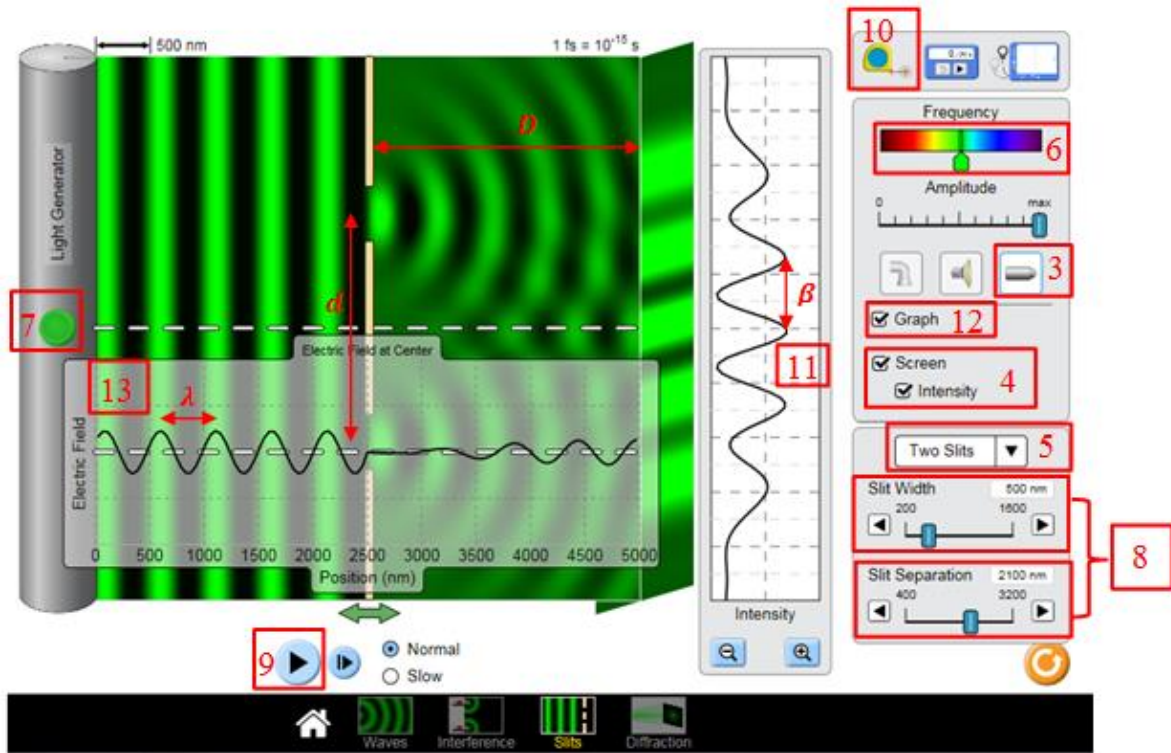 10
500 nm
1 fs = 10⁻¹⁵ s
Frequency
6
Amplitude
0
max
Light Generator
D
d
β
3
7
Graph
12
Electric Field at Center
Screen
Intensity
4
13
λ
11
Electric Field
Two Slits
5
Slit Width
500 nm
200
1600
8
0 500 1000 1500 2000 2500 3000 3500 4000 4500 5000
Position (nm)
Slit Separation
2100 nm
400
3200
Intensity
9
Normal
Slow
Waves
Interference
Slits
Diffraction